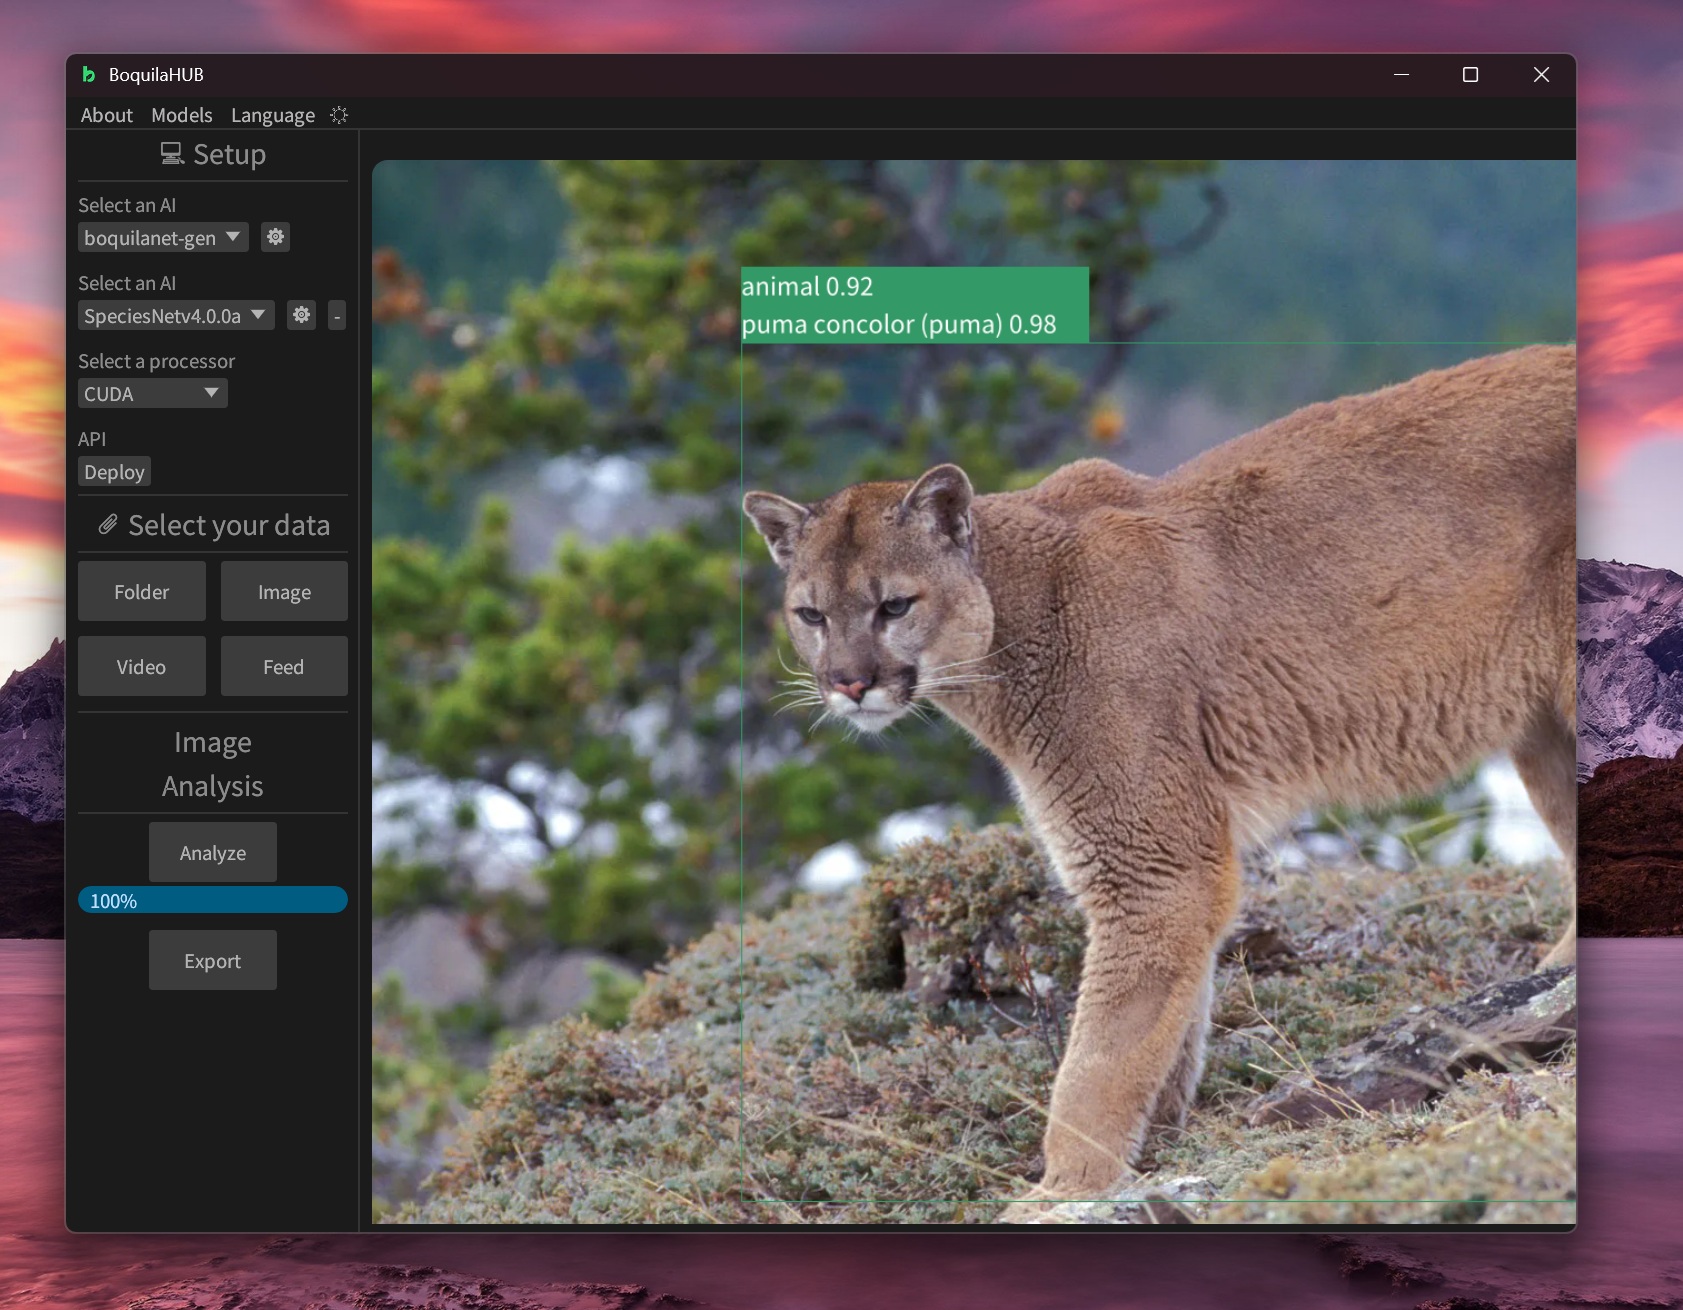 BoquilaHUB
About Models Language
Setup
Select an AI
boquilanet-gen
Select an AI
SpeciesNetv4.0.0a
-
Select a processor
CUDA
API
Deploy
Select your data
Folder Image
Video Feed
Image
Analysis
Analyze
100%
Export
animal 0.92
puma concolor (puma) 0.98